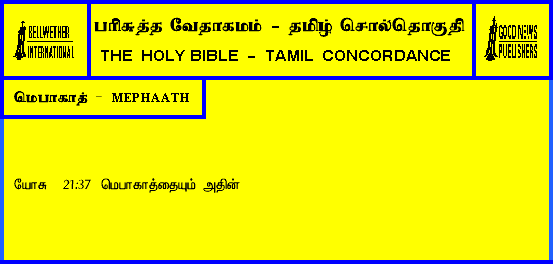 BELLWETHER
INTERNATIONAL
பரிசுத்த வேதாகமம் - தமிழ் சொல்தொகுதி
THE HOLY BIBLE - TAMIL CONCORDANCE
GOOD NEWS
PUBLISHERS
மெபாகாத் - MEPHAATH
யோசு 21:37 மெபாகாத்தையும் அதின்